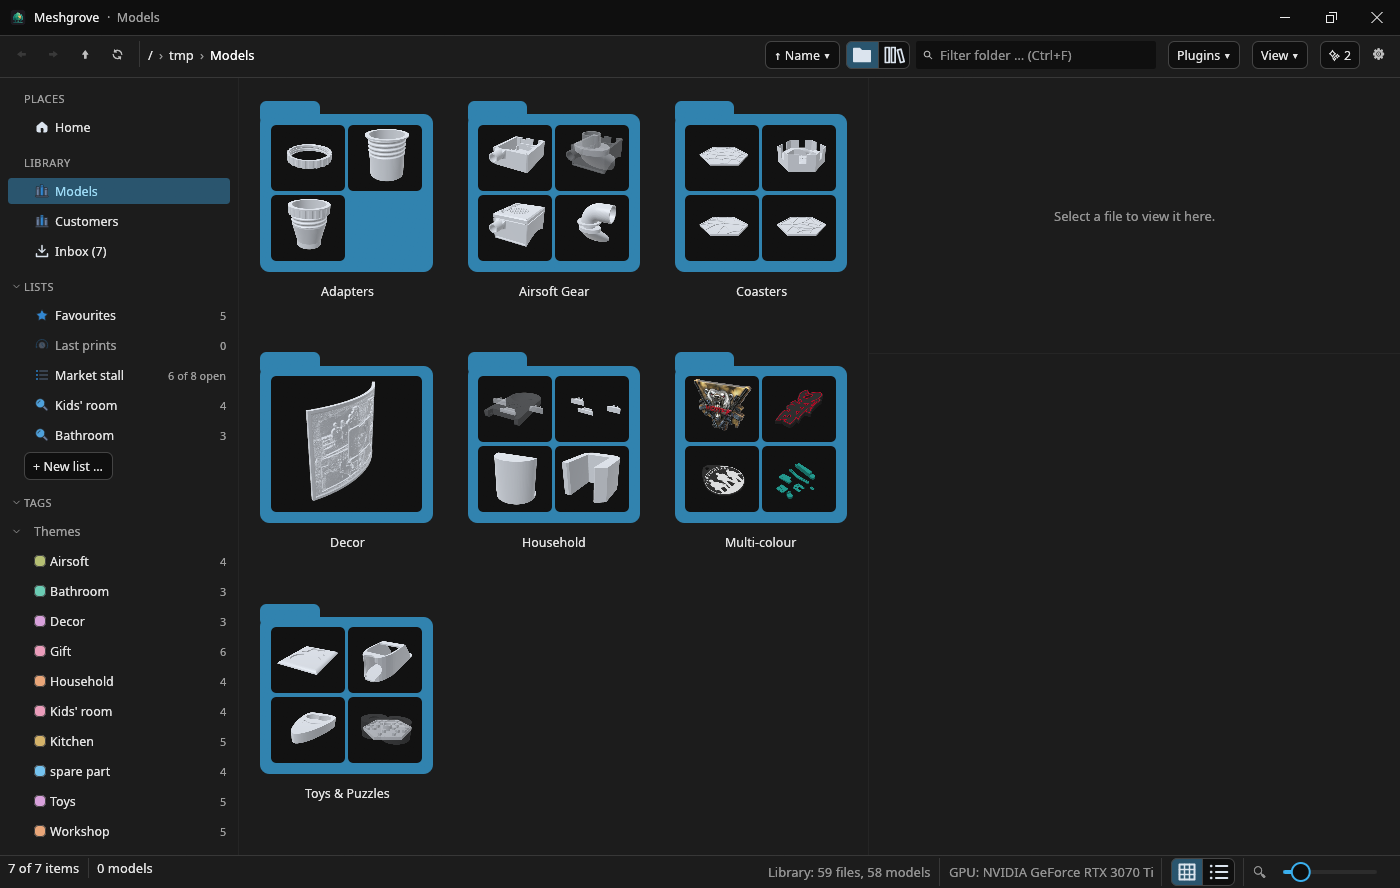 Meshgrove · Models
/ › tmp › Models
↑ Name ▾
Filter folder ... (Ctrl+F)
Plugins ▾
View ▾
2
PLACES
Home
LIBRARY
Models
Customers
Inbox (7)
LISTS
Favourites 5
Last prints 0
Market stall 6 of 8 open
Kids' room 4
Bathroom 3
+ New list ...
TAGS
Themes
Airsoft 4
Bathroom 3
Decor 3
Gift 6
Household 4
Kids' room 4
Kitchen 5
spare part 4
Toys 5
Workshop 5
Adapters
Airsoft Gear
Coasters
Decor
Household
Multi-colour
Toys & Puzzles
Select a file to view it here.
7 of 7 items
0 models
Library: 59 files, 58 models
GPU: NVIDIA GeForce RTX 3070 Ti